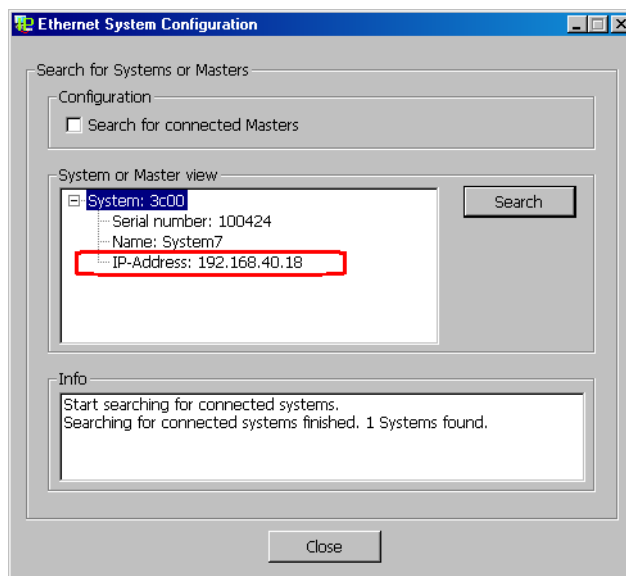 Ethernet System Configuration
Search for Systems or Masters
Configuration
Search for connected Masters
System or Master view
System: 3c00
Serial number: 100424
Name: System7
IP-Address: 192.168.40.18
Search
Info
Start searching for connected systems.
Searching for connected systems finished. 1 Systems found.
Close